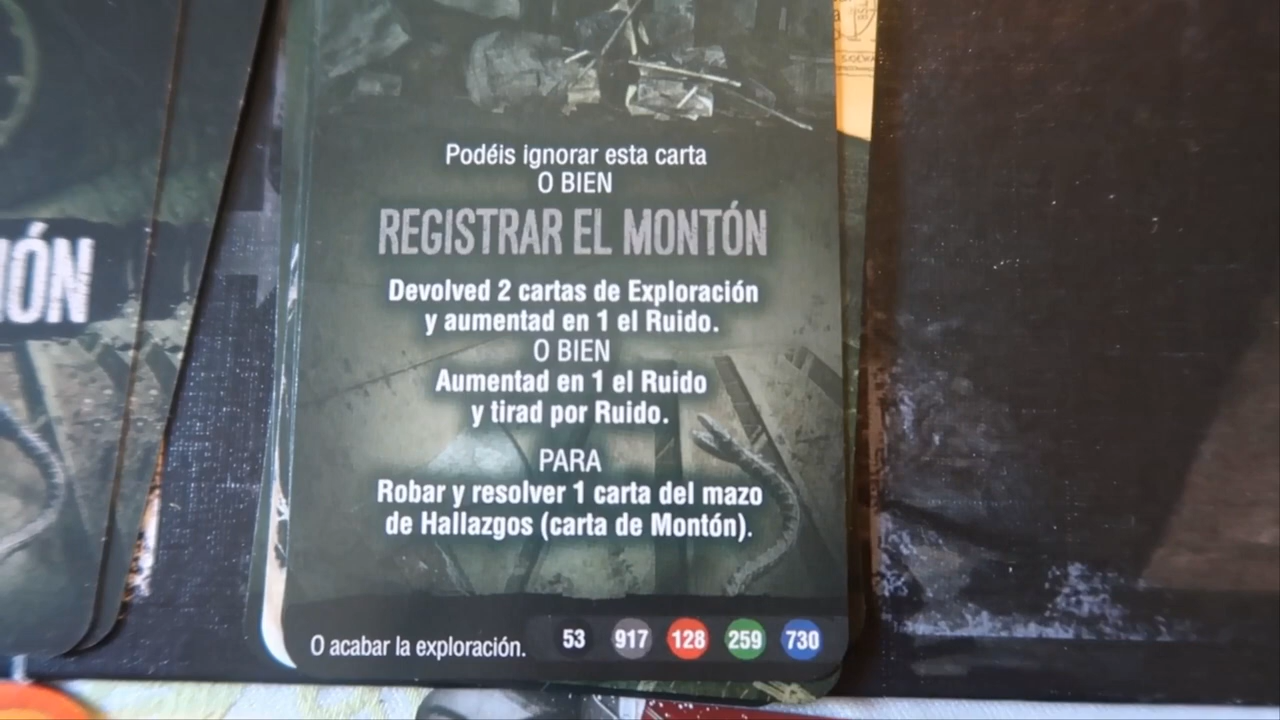 Podéis ignorar esta carta
O BIEN
REGISTRAR EL MONTÓN
Devolved 2 cartas de Exploración
y aumentad en 1 el Ruido.
O BIEN
Aumentad en 1 el Ruido
y tirad por Ruido.
PARA
Robar y resolver 1 carta del mazo
de Hallazgos (carta de Montón).
O acabar la exploración. 53 917 128 259 730
IÓN